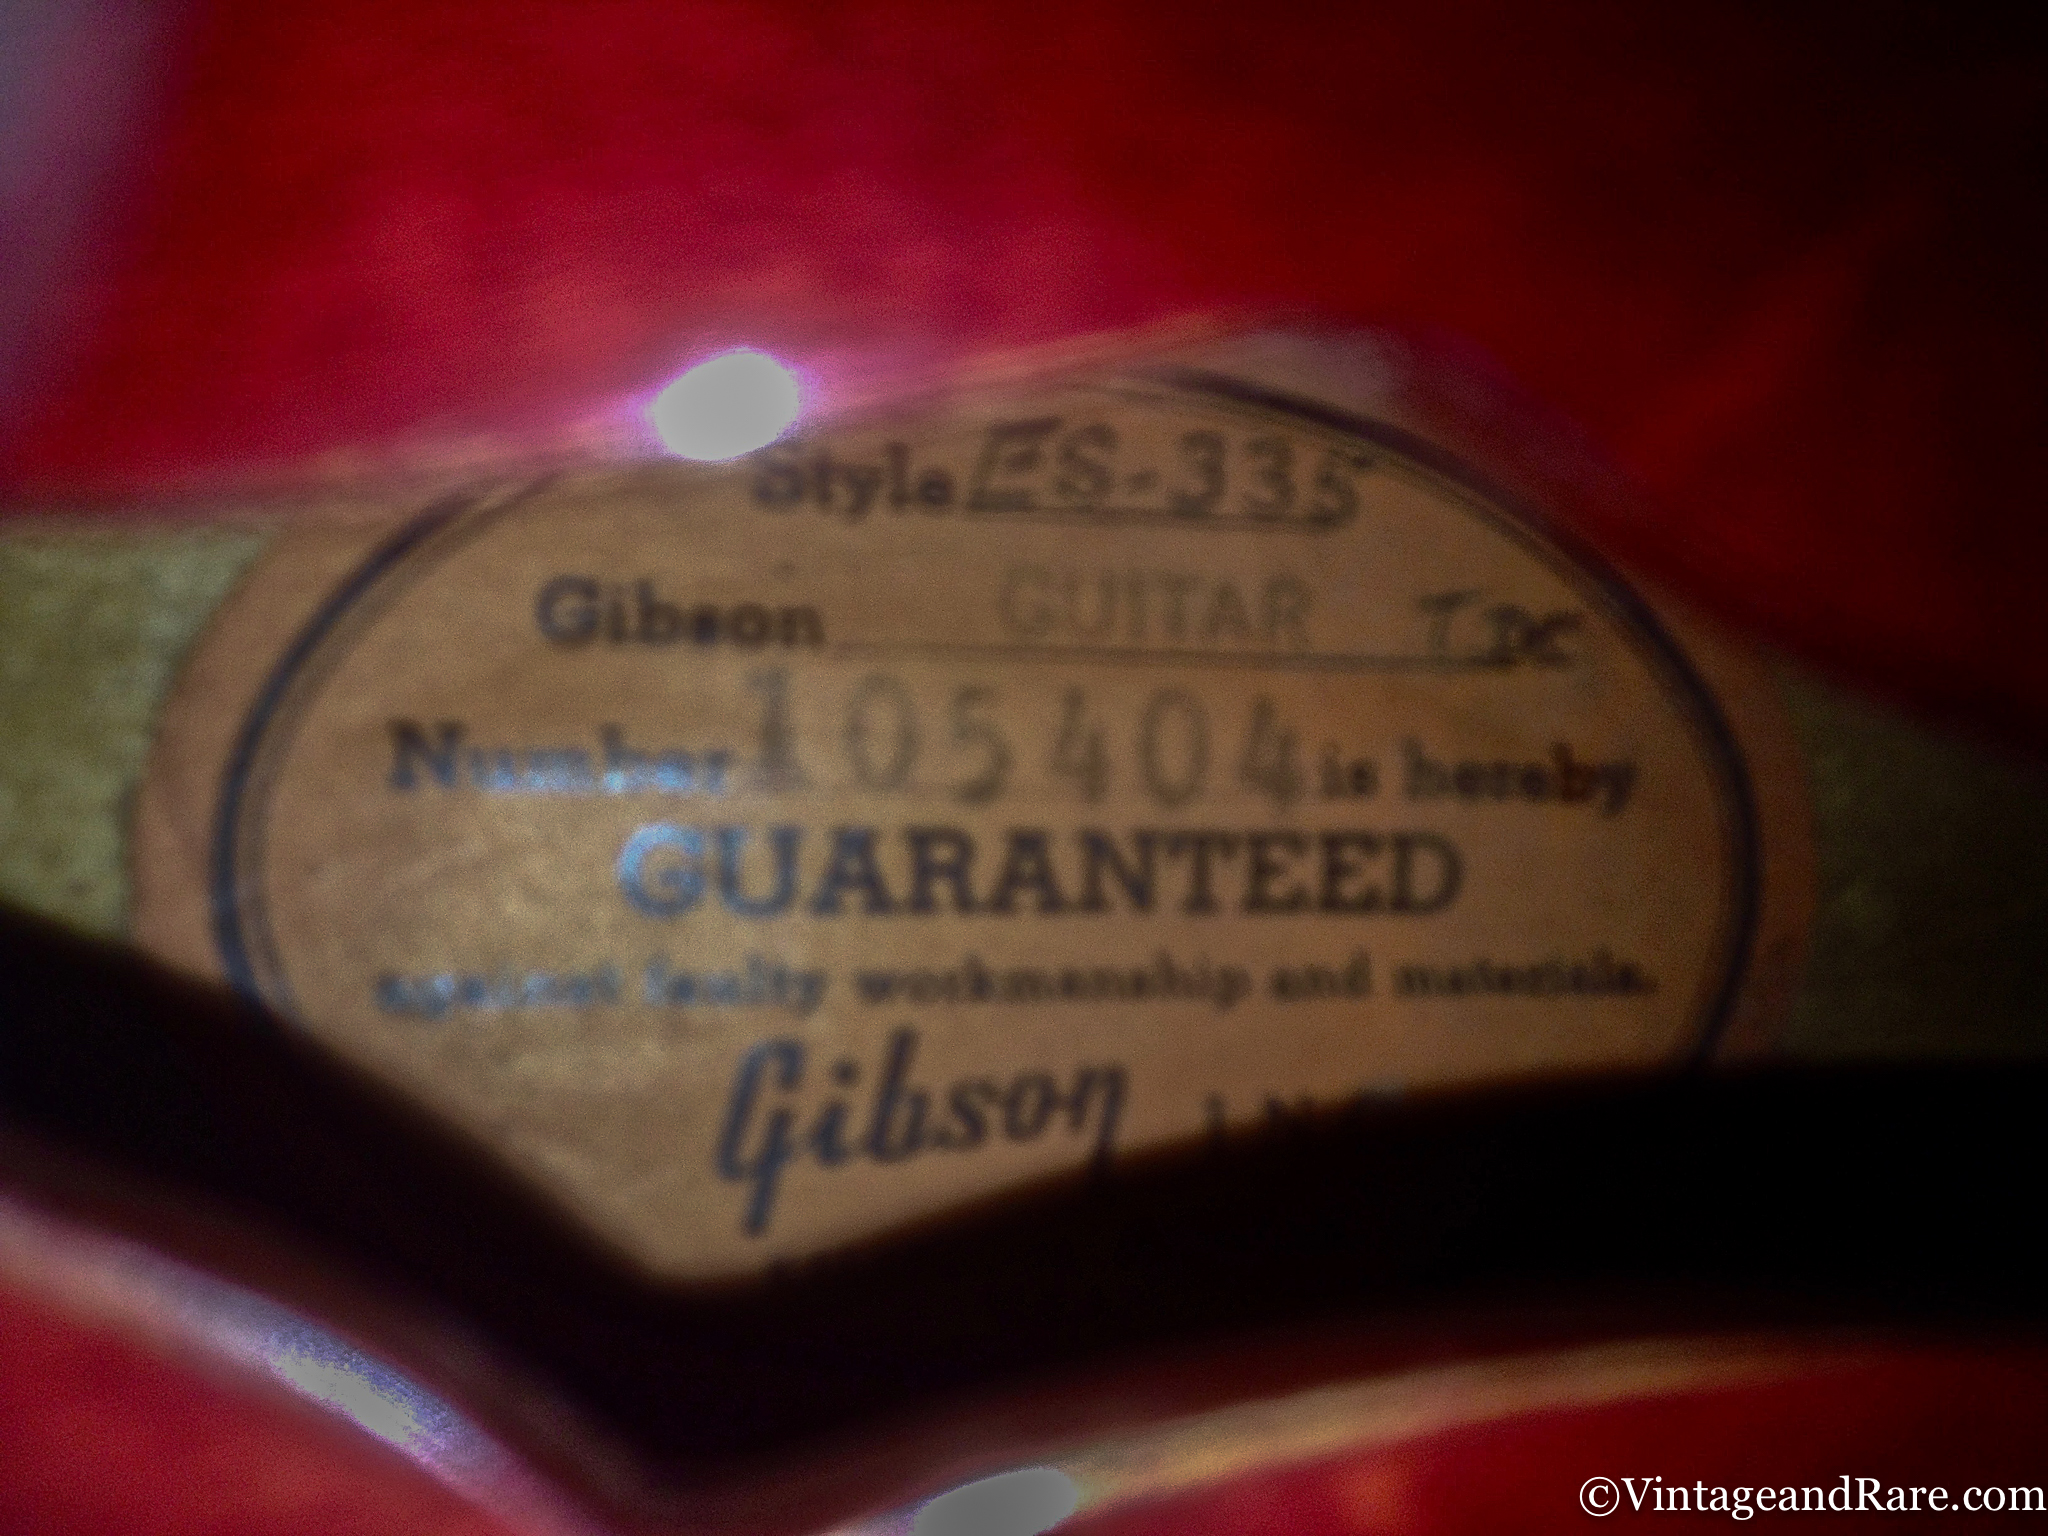 Style ES-335
Gibson GUITAR TDC
Number 105404 is hereby
GUARANTEED
against faulty workmanship and materials.
Gibson
©VintageandRare.com